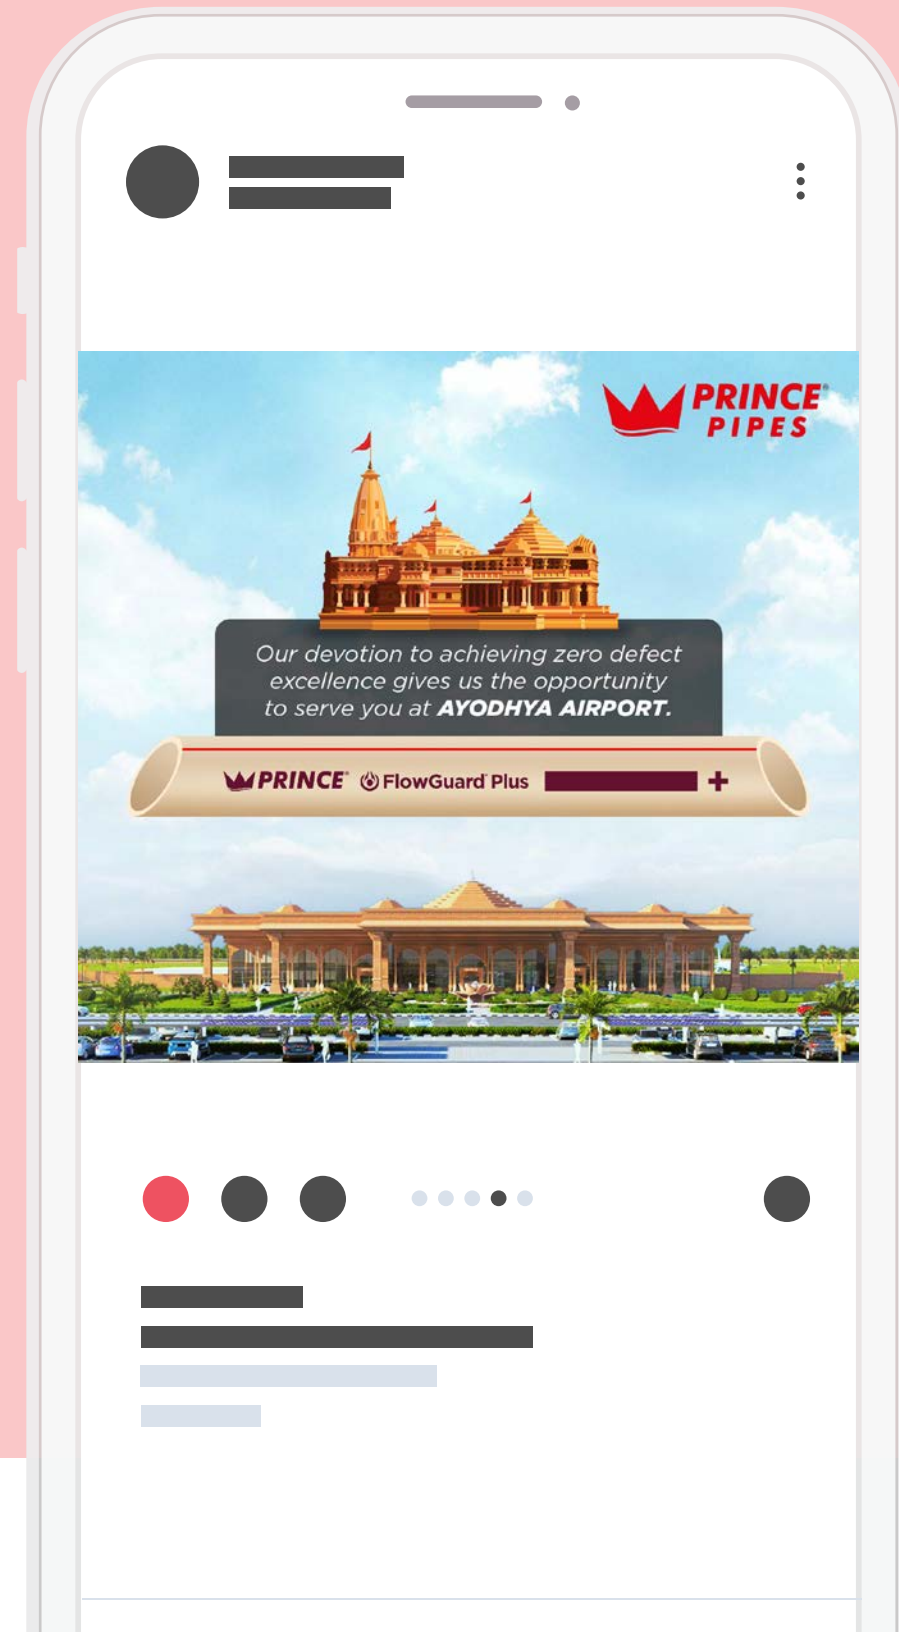 PRINCE®
PIPES
Our devotion to achieving zero defect
excellence gives us the opportunity
to serve you at AYODHYA AIRPORT.
PRINCE® FlowGuard® Plus +